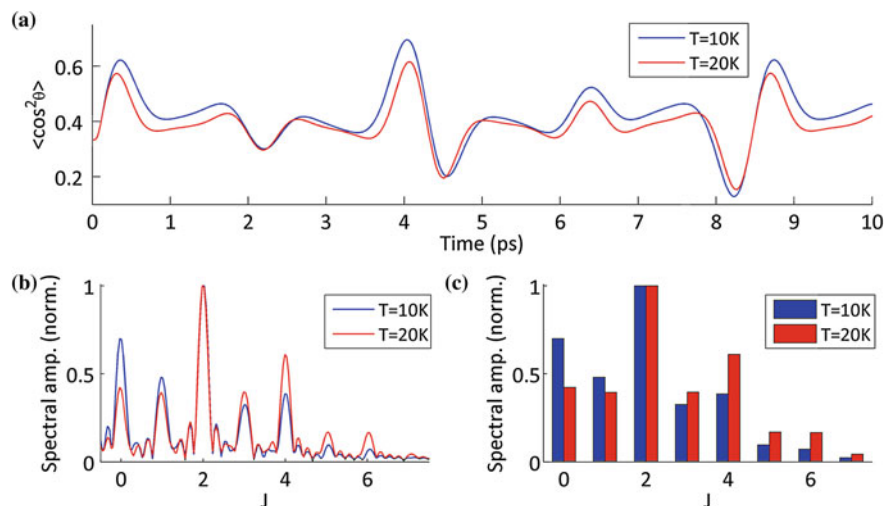 (a)
T=10K
T=20K
<cos²θ>
0.6
0.4
0.2
0 1 2 3 4 5 6 7 8 9 10
Time (ps)
(b)
Spectral amp. (norm.)
1
0.5
0
T=10K
T=20K
0 2 4 6
J
(c)
Spectral amp. (norm.)
1
0.5
0
T=10K
T=20K
0 2 4 6
J